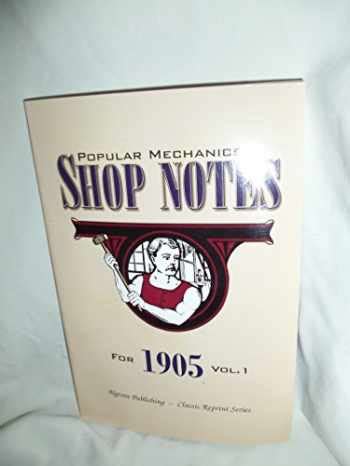 POPULAR MECHANICS
SHOP NOTES
FOR 1905 VOL.1
Algrove Publishing ~ Classic Reprint Series